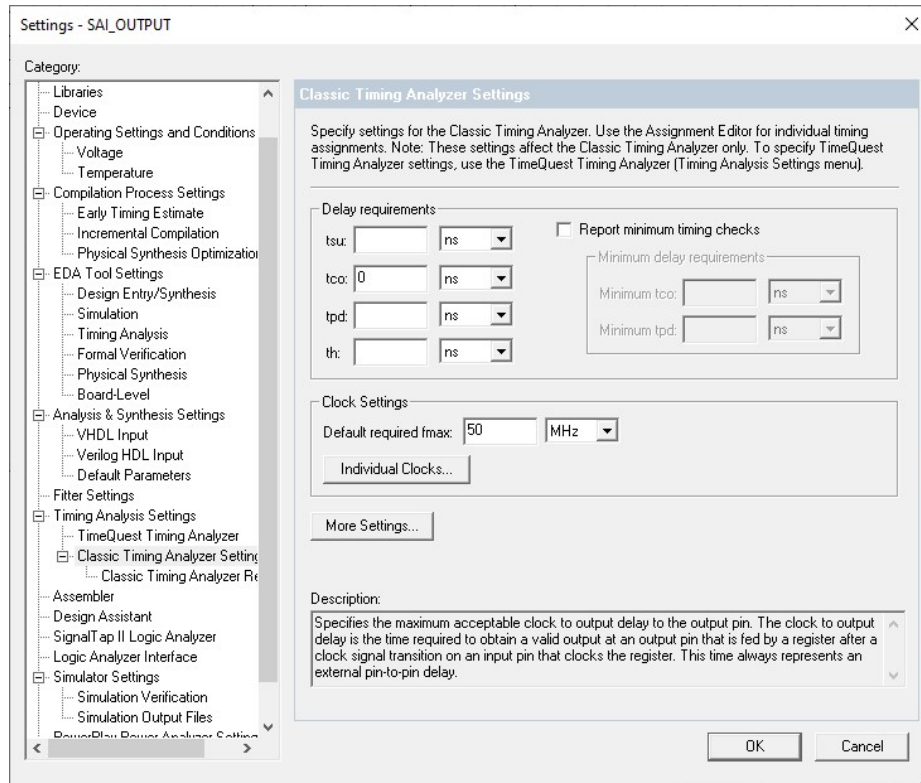 Settings - SAI_OUTPUT
Category:
Libraries
Device
Operating Settings and Conditions
Voltage
Temperature
Compilation Process Settings
Early Timing Estimate
Incremental Compilation
Physical Synthesis Optimization
EDA Tool Settings
Design Entry/Synthesis
Simulation
Timing Analysis
Formal Verification
Physical Synthesis
Board-Level
Analysis & Synthesis Settings
VHDL Input
Verilog HDL Input
Default Parameters
Fitter Settings
Timing Analysis Settings
TimeQuest Timing Analyzer
Classic Timing Analyzer Setting
Classic Timing Analyzer Re
Assembler
Design Assistant
SignalTap II Logic Analyzer
Logic Analyzer Interface
Simulator Settings
Simulation Verification
Simulation Output Files
PowerPlay Power Analyzer Setting
Classic Timing Analyzer Settings
Specify settings for the Classic Timing Analyzer. Use the Assignment Editor for individual timing
assignments. Note: These settings affect the Classic Timing Analyzer only. To specify TimeQuest
Timing Analyzer settings, use the TimeQuest Timing Analyzer (Timing Analysis Settings menu).
Delay requirements
tsu: ns
tco: 0 ns
tpd: ns
th: ns
Report minimum timing checks
Minimum delay requirements
Minimum tco: ns
Minimum tpd: ns
Clock Settings
Default required fmax: 50 MHz
Individual Clocks...
More Settings...
Description:
Specifies the maximum acceptable clock to output delay to the output pin. The clock to output
delay is the time required to obtain a valid output at an output pin that is fed by a register after a
clock signal transition on an input pin that clocks the register. This time always represents an
external pin-to-pin delay.
OK Cancel